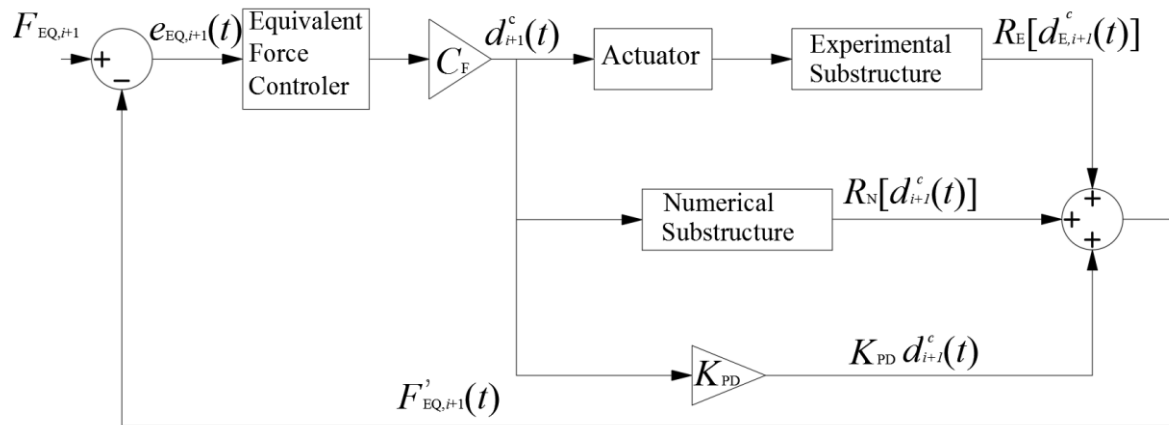 F_EQ,i+1
+
−
e_EQ,i+1(t)
Equivalent
Force
Controler
C_F
d^c_i+1(t)
Actuator
Experimental
Substructure
R_E[d^c_E,i+1(t)]
Numerical
Substructure
R_N[d^c_i+1(t)]
+
+
+
K_PD
K_PD d^c_i+1(t)
F'_EQ,i+1(t)